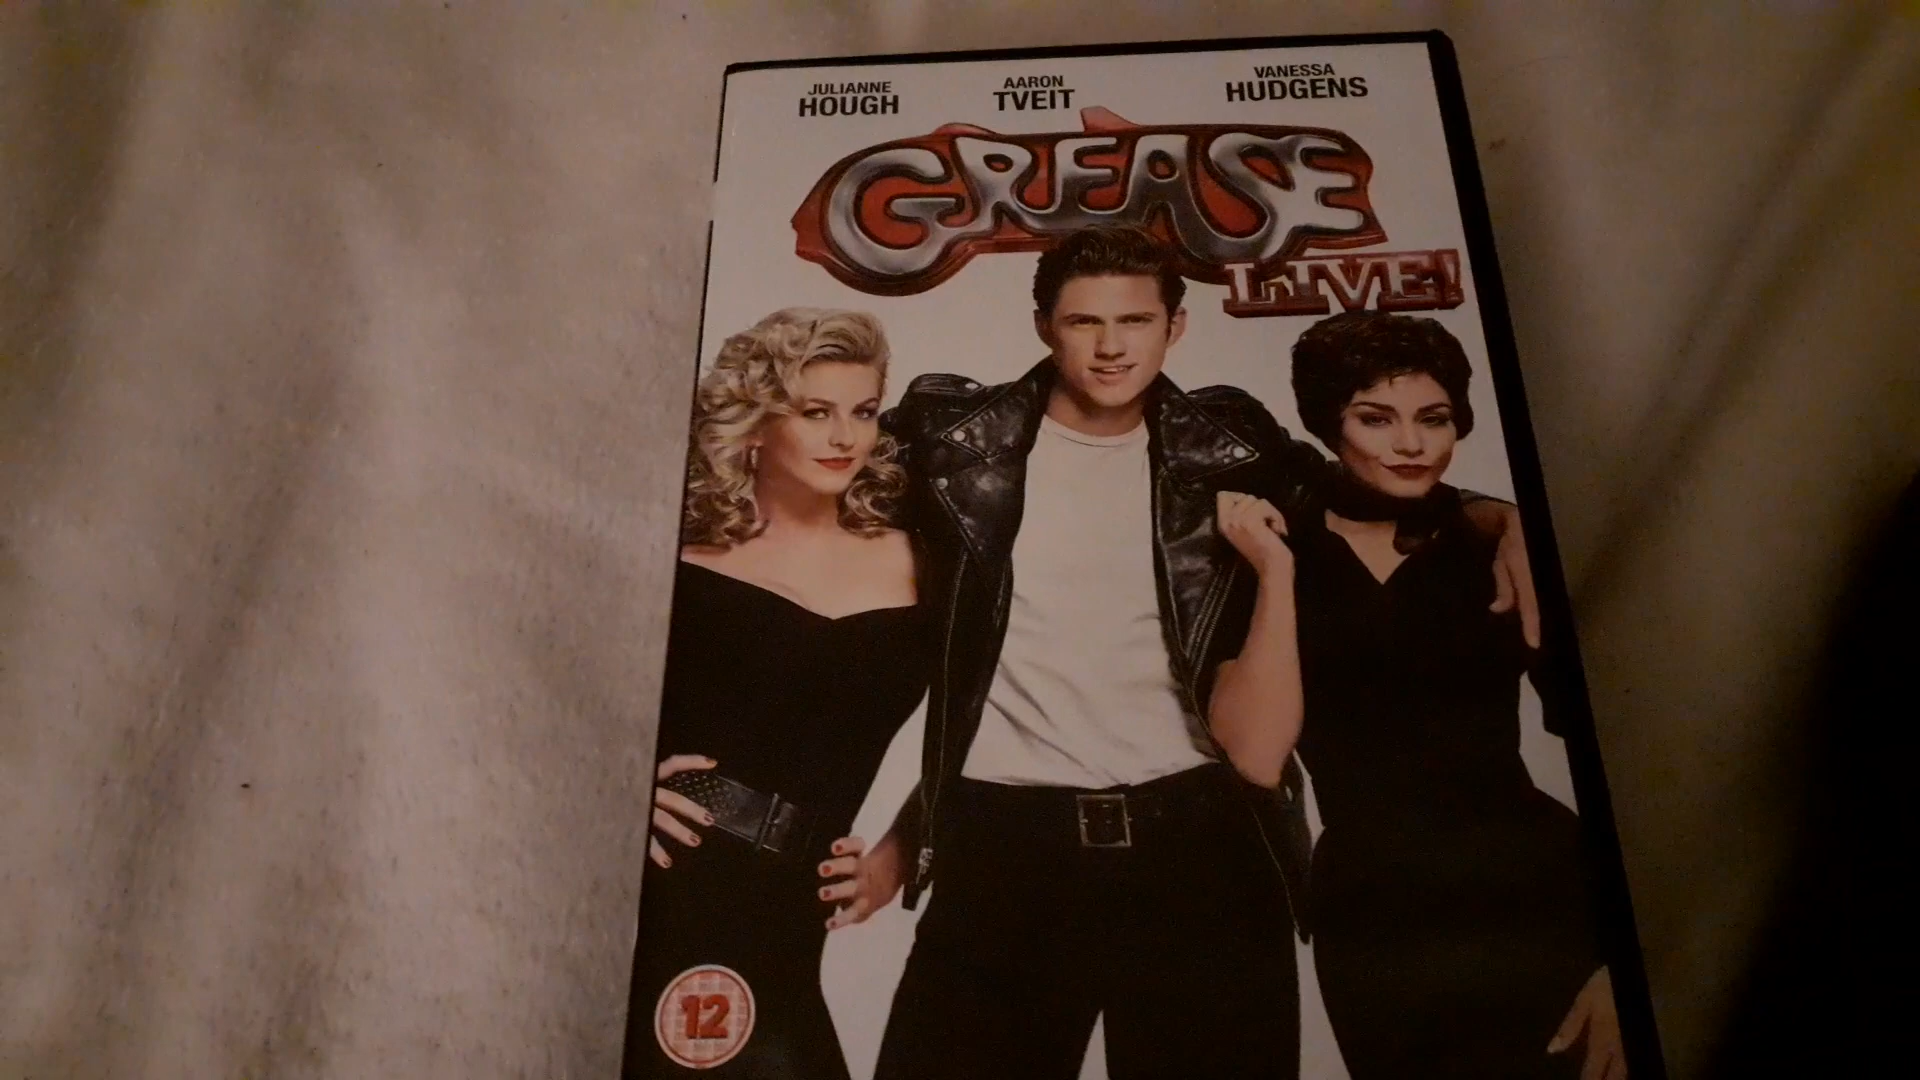 JULIANNE
HOUGH
AARON
TVEIT
VANESSA
HUDGENS
GREASE
LIVE!
12